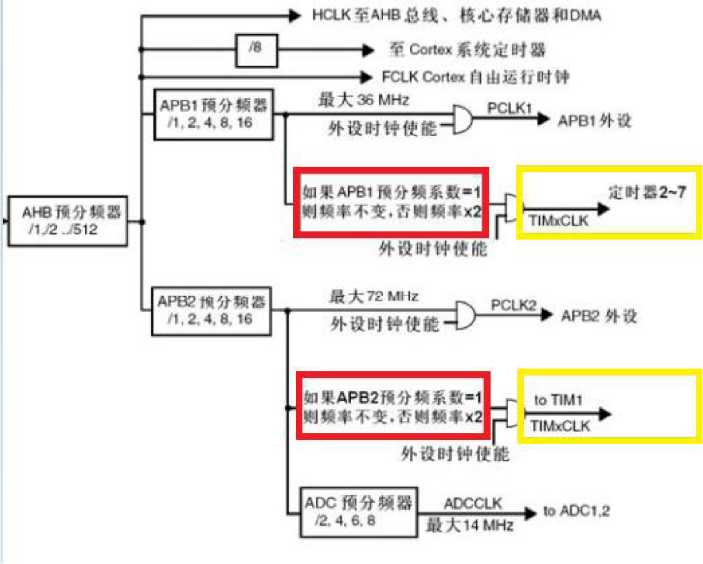 HCLK 至AHB 总线、核心存储器和DMA
/8
至 Cortex 系统定时器
FCLK Cortex 自由运行时钟
APB1 预分频器
/1, 2, 4, 8, 16
最大 36 MHz
外设时钟使能
PCLK1
APB1 外设
如果APB1预分频系数=1
则频率不变,否则频率x2
定时器2~7
TIMxCLK
外设时钟使能
AHB 预分频器
/1,/2 ../512
APB2 预分频器
/1, 2, 4, 8, 16
最大 72 MHz
外设时钟使能
PCLK2
APB2 外设
如果APB2预分频系数=1
则频率不变,否则频率x2
to TIM1
TIMxCLK
外设时钟使能
ADC 预分频器
/2, 4, 6, 8
ADCCLK
最大14 MHz
to ADC1,2